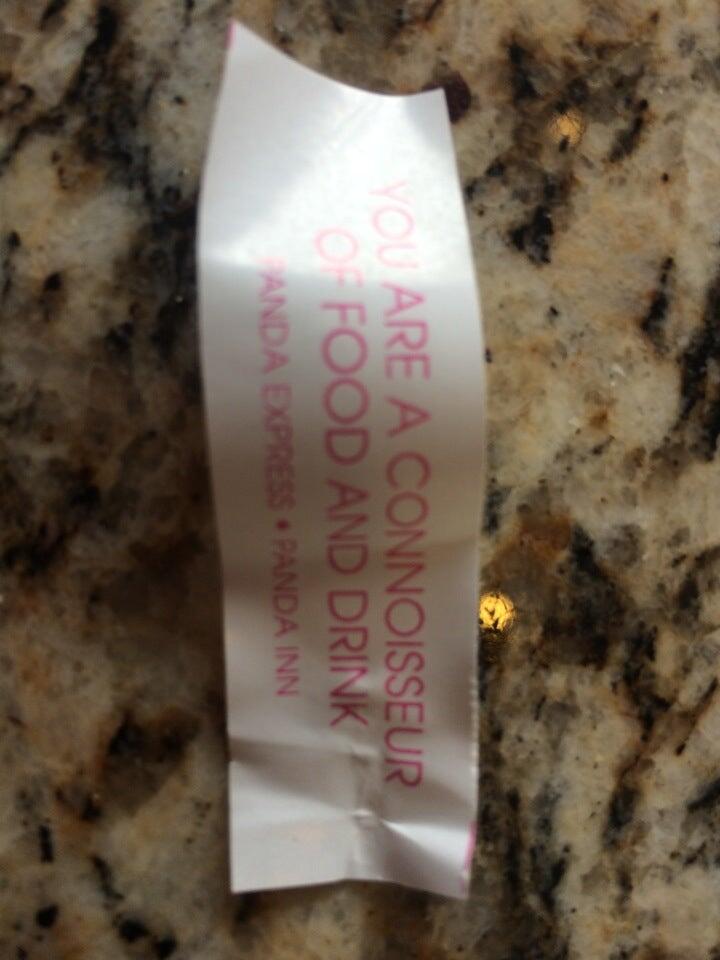 YOU ARE A CONNOISSEUR
OF FOOD AND DRINK
PANDA EXPRESS • PANDA INN